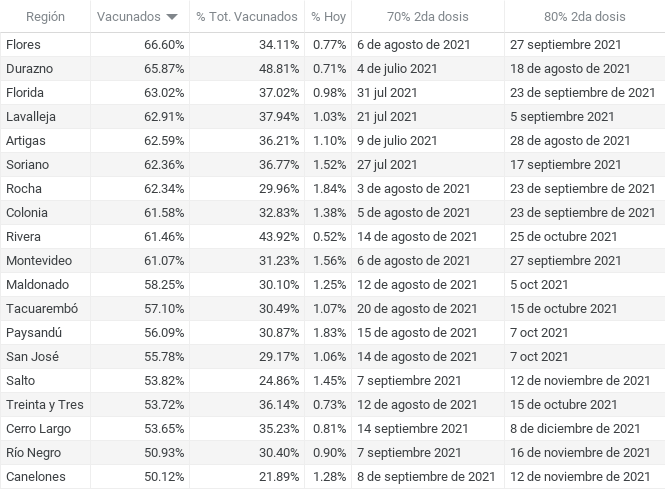 Región Vacunados % Tot. Vacunados % Hoy 70% 2da dosis 80% 2da dosis
Flores 66.60% 34.11% 0.77% 6 de agosto de 2021 27 septiembre 2021
Durazno 65.87% 48.81% 0.71% 4 de julio 2021 18 de agosto de 2021
Florida 63.02% 37.02% 0.98% 31 jul 2021 23 de septiembre de 2021
Lavalleja 62.91% 37.94% 1.03% 21 jul 2021 5 septiembre 2021
Artigas 62.59% 36.21% 1.10% 9 de julio 2021 28 de agosto de 2021
Soriano 62.36% 36.77% 1.52% 27 jul 2021 17 septiembre 2021
Rocha 62.34% 29.96% 1.84% 3 de agosto de 2021 23 de septiembre de 2021
Colonia 61.58% 32.83% 1.38% 5 de agosto de 2021 23 de septiembre de 2021
Rivera 61.46% 43.92% 0.52% 14 de agosto de 2021 25 de octubre 2021
Montevideo 61.07% 31.23% 1.56% 6 de agosto de 2021 27 septiembre 2021
Maldonado 58.25% 30.10% 1.25% 12 de agosto de 2021 5 oct 2021
Tacuarembó 57.10% 30.49% 1.07% 20 de agosto de 2021 15 de octubre 2021
Paysandú 56.09% 30.87% 1.83% 15 de agosto de 2021 7 oct 2021
San José 55.78% 29.17% 1.06% 14 de agosto de 2021 7 oct 2021
Salto 53.82% 24.86% 1.45% 7 septiembre 2021 12 de noviembre de 2021
Treinta y Tres 53.72% 36.14% 0.73% 12 de agosto de 2021 15 de octubre 2021
Cerro Largo 53.65% 35.23% 0.81% 14 septiembre 2021 8 de diciembre de 2021
Río Negro 50.93% 30.40% 0.90% 7 septiembre 2021 16 de noviembre de 2021
Canelones 50.12% 21.89% 1.28% 8 de septiembre de 2021 12 de noviembre de 2021